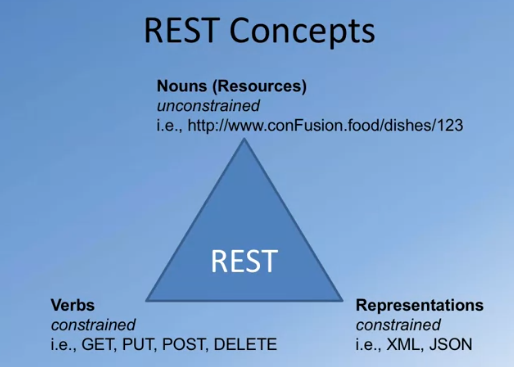 REST Concepts
Nouns (Resources)
unconstrained
i.e., http://www.conFusion.food/dishes/123
REST
Verbs
constrained
i.e., GET, PUT, POST, DELETE
Representations
constrained
i.e., XML, JSON